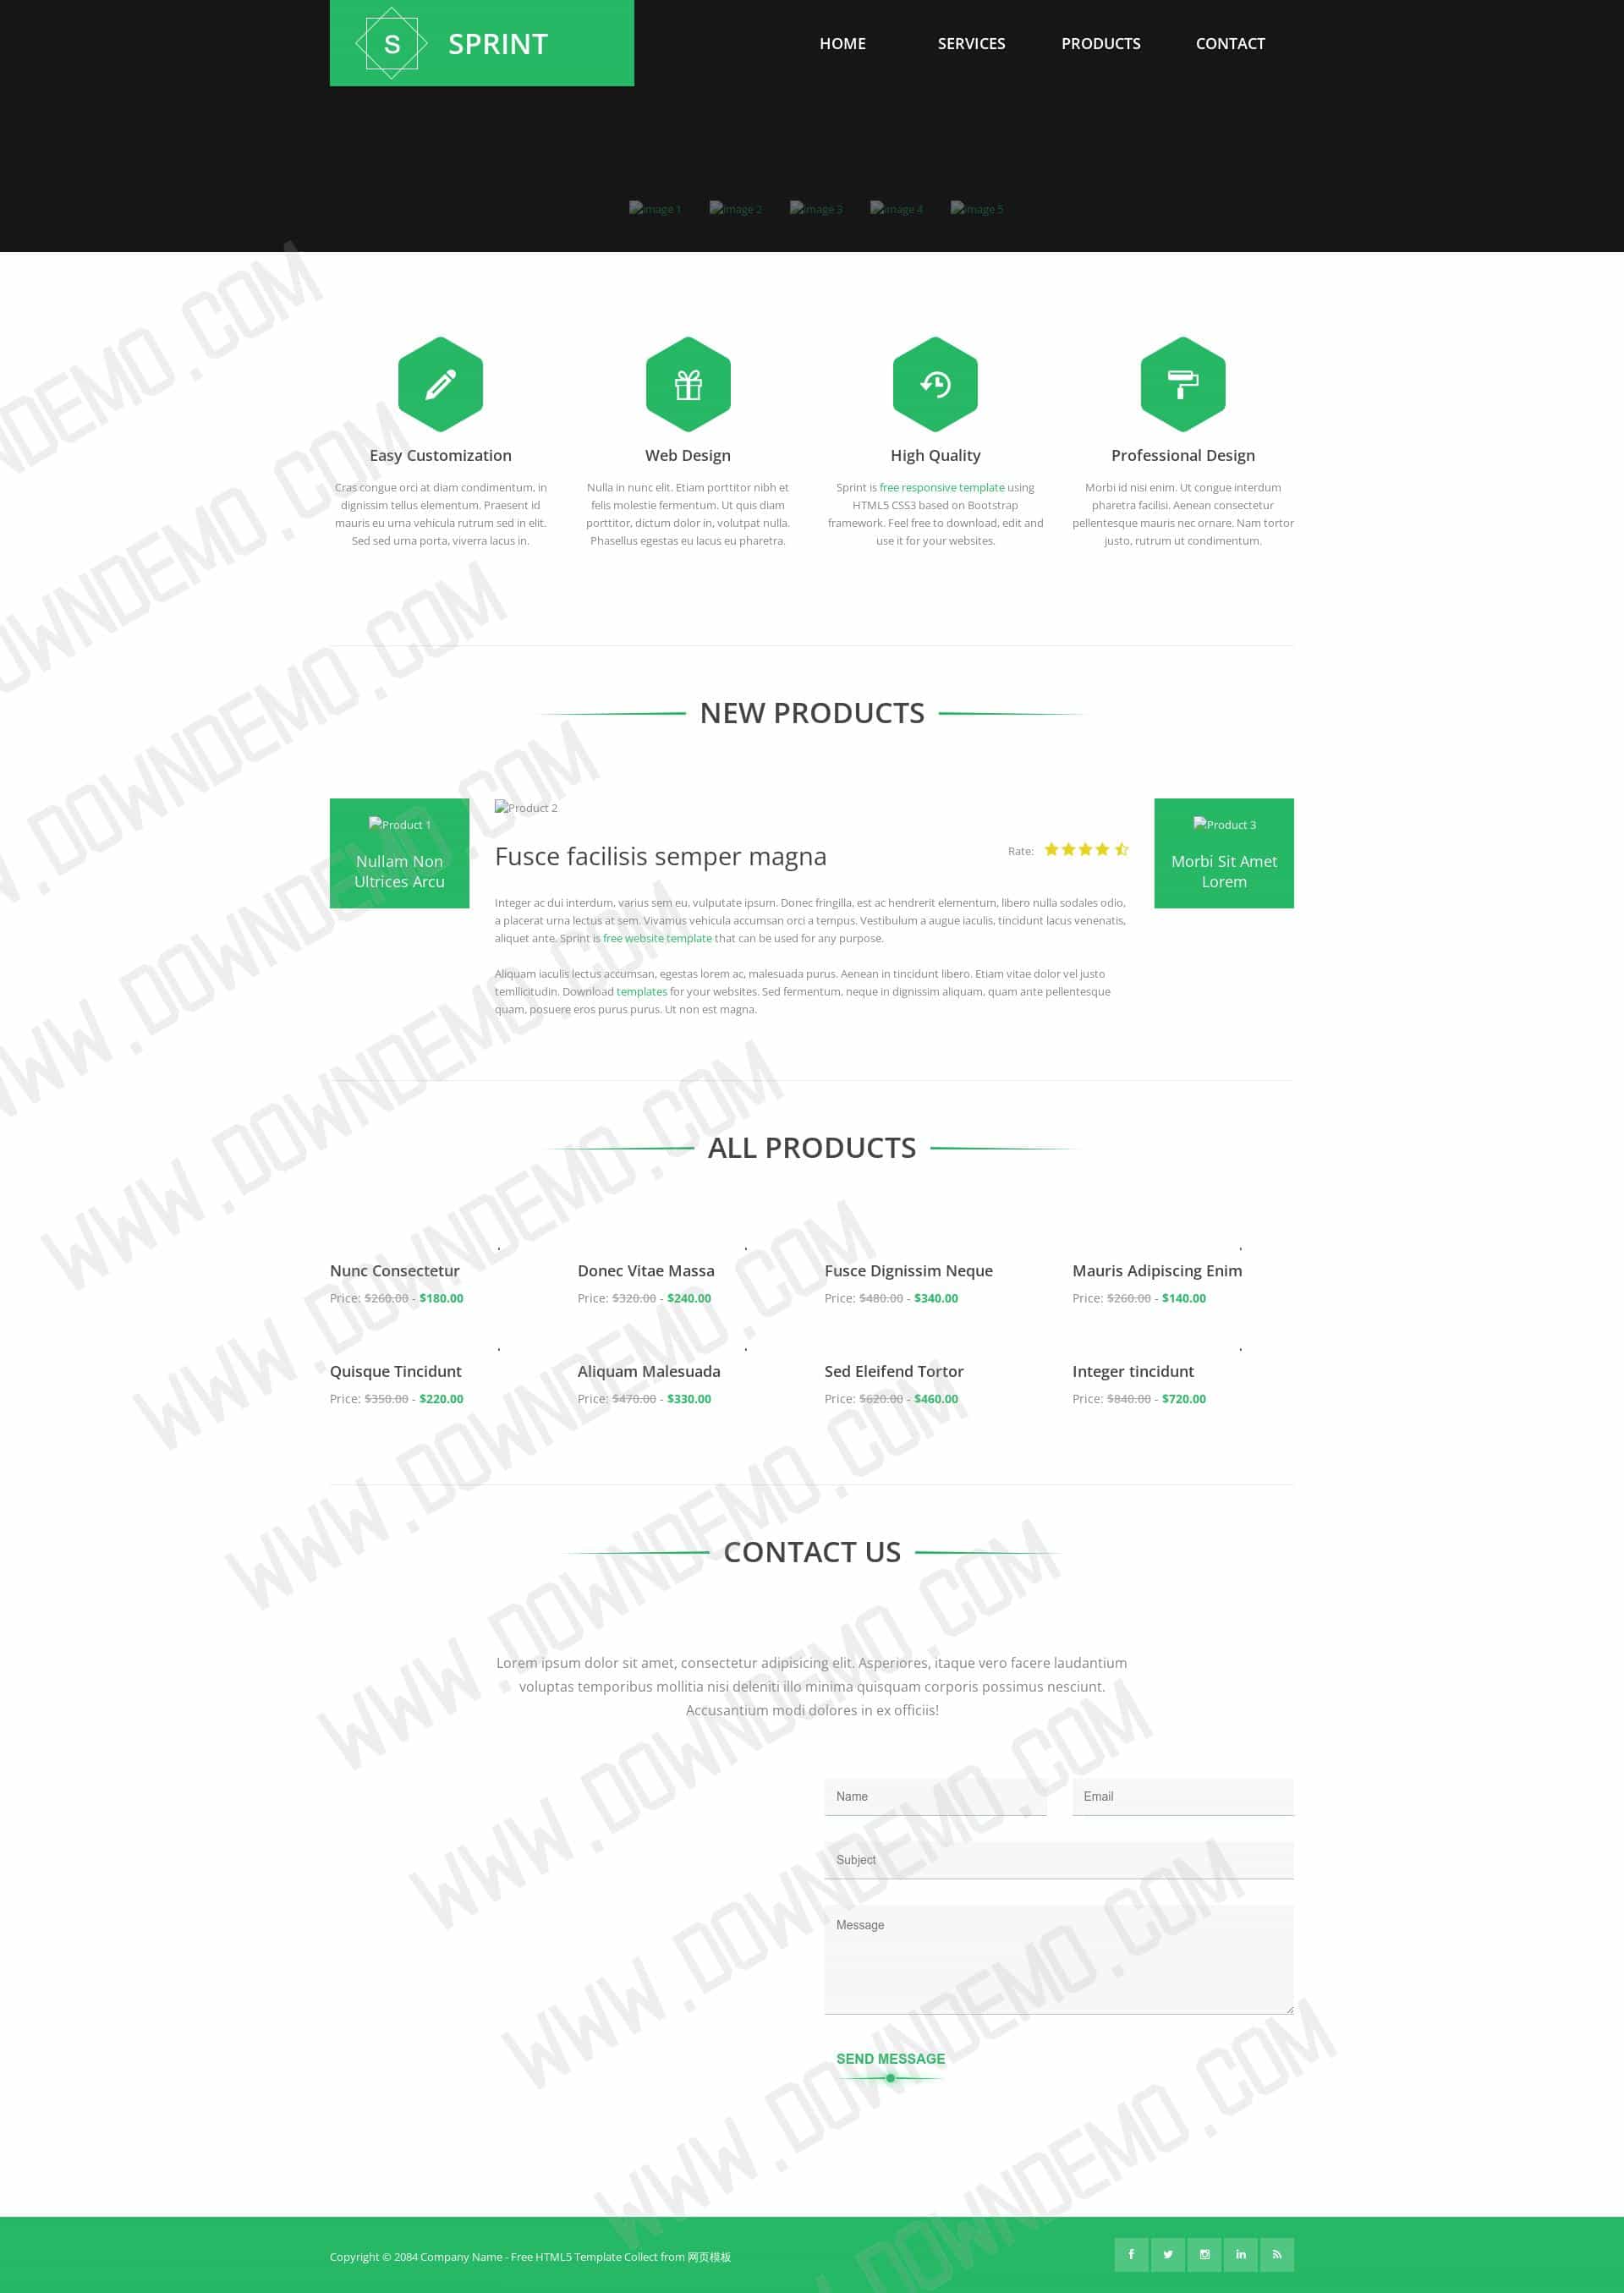 S SPRINT
HOME SERVICES PRODUCTS CONTACT
image 1 image 2 image 3 image 4 image 5
Easy Customization
Cras congue orci at diam condimentum, in
dignissim tellus elementum. Praesent id
mauris eu urna vehicula rutrum sed in elit.
Sed sed urna porta, viverra lacus in.
Web Design
Nulla in nunc elit. Etiam porttitor nibh et
felis molestie fermentum. Ut quis diam
porttitor, dictum dolor in, volutpat nulla.
Phasellus egestas eu lacus eu pharetra.
High Quality
Sprint is free responsive template using
HTML5 CSS3 based on Bootstrap
framework. Feel free to download, edit and
use it for your websites.
Professional Design
Morbi id nisi enim. Ut congue interdum
pharetra facilisi. Aenean consectetur
pellentesque mauris nec ornare. Nam tortor
justo, rutrum ut condimentum.
NEW PRODUCTS
Product 1
Nullam Non
Ultrices Arcu
Product 2
Fusce facilisis semper magna
Rate:
Integer ac dui interdum, varius sem eu, vulputate ipsum. Donec fringilla, est ac hendrerit elementum, libero nulla sodales odio,
a placerat urna lectus at sem. Vivamus vehicula accumsan orci a tempus. Vestibulum a augue iaculis, tincidunt lacus venenatis,
aliquet ante. Sprint is free website template that can be used for any purpose.
Aliquam iaculis lectus accumsan, egestas lorem ac, malesuada purus. Aenean in tincidunt libero. Etiam vitae dolor vel justo
temllicitudin. Download templates for your websites. Sed fermentum, neque in dignissim aliquam, quam ante pellentesque
quam, posuere eros purus purus. Ut non est magna.
Product 3
Morbi Sit Amet
Lorem
ALL PRODUCTS
Nunc Consectetur
Price: $260.00 - $180.00
Donec Vitae Massa
Price: $320.00 - $240.00
Fusce Dignissim Neque
Price: $480.00 - $340.00
Mauris Adipiscing Enim
Price: $260.00 - $140.00
Quisque Tincidunt
Price: $350.00 - $220.00
Aliquam Malesuada
Price: $470.00 - $330.00
Sed Eleifend Tortor
Price: $620.00 - $460.00
Integer tincidunt
Price: $840.00 - $720.00
CONTACT US
Lorem ipsum dolor sit amet, consectetur adipisicing elit. Asperiores, itaque vero facere laudantium
voluptas temporibus mollitia nisi deleniti illo minima quisquam corporis possimus nesciunt.
Accusantium modi dolores in ex officiis!
Name
Email
Subject
Message
SEND MESSAGE
Copyright © 2084 Company Name - Free HTML5 Template Collect from 网页模板
WWW.DOWNDEMO.COM